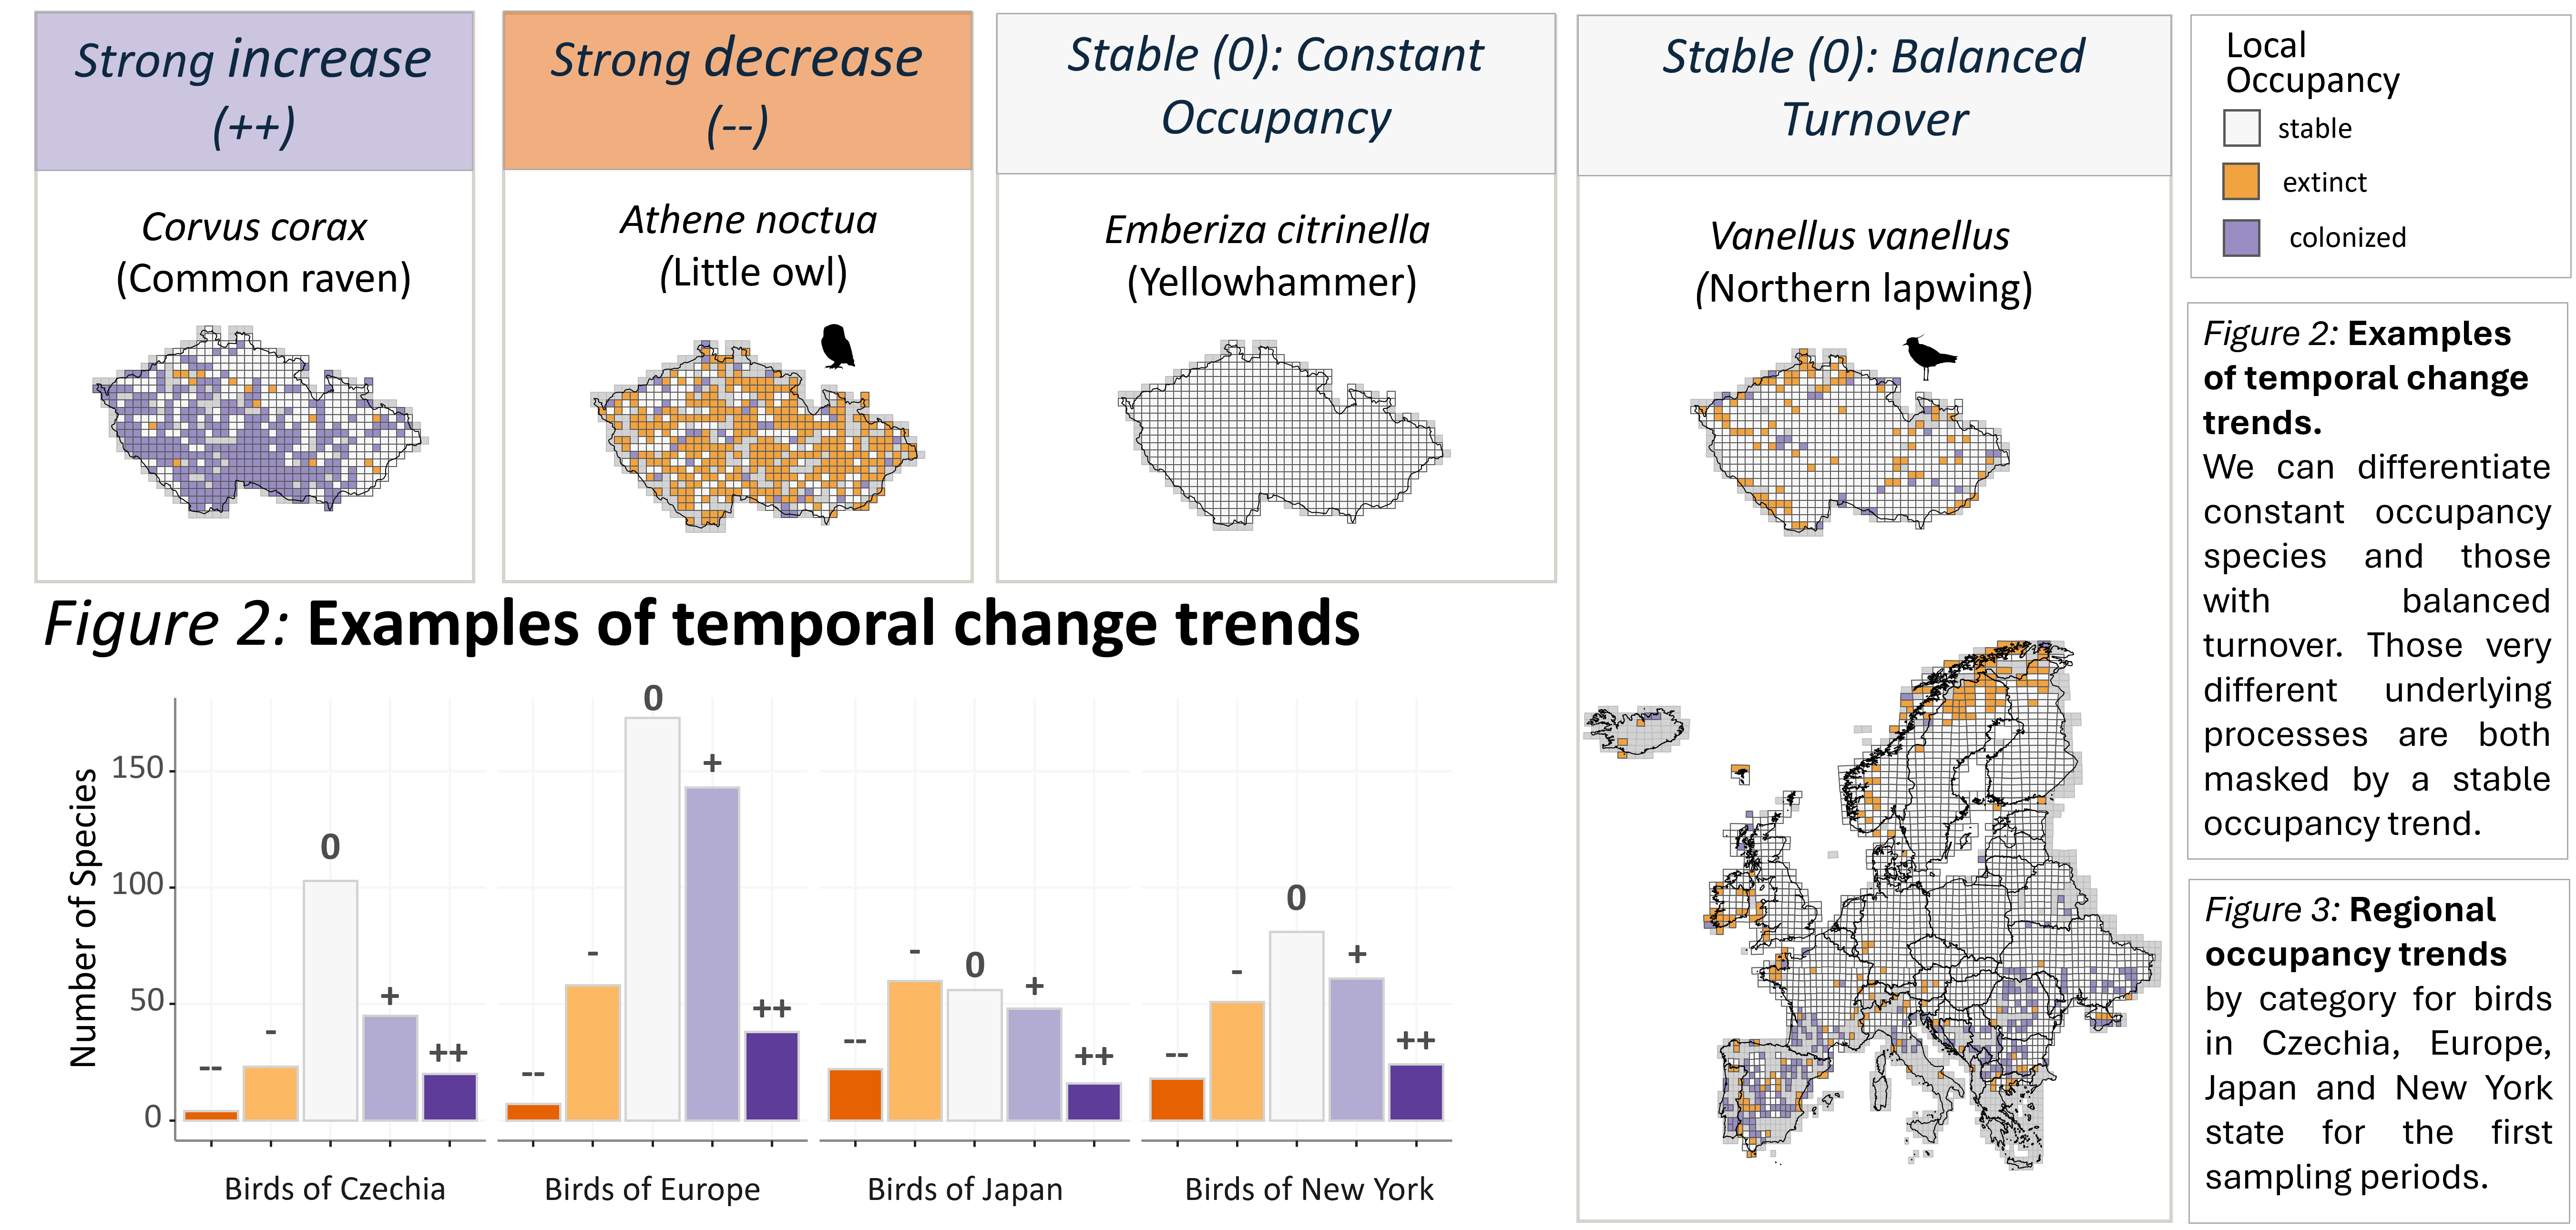 Strong increase
(++)
Corvus corax
(Common raven)
Strong decrease
(--)
Athene noctua
(Little owl)
Stable (0): Constant
Occupancy
Emberiza citrinella
(Yellowhammer)
Stable (0): Balanced
Turnover
Vanellus vanellus
(Northern lapwing)
Local
Occupancy
stable
extinct
colonized
Figure 2: Examples
of temporal change
trends.
We can differentiate
constant occupancy
species and those
with balanced
turnover. Those very
different underlying
processes are both
masked by a stable
occupancy trend.
Figure 2: Examples of temporal change trends
Number of Species
150
100
50
0
-- - 0 + ++
Birds of Czechia
-- - 0 + ++
Birds of Europe
-- - 0 + ++
Birds of Japan
-- - 0 + ++
Birds of New York
Figure 3: Regional
occupancy trends
by category for birds
in Czechia, Europe,
Japan and New York
state for the first
sampling periods.